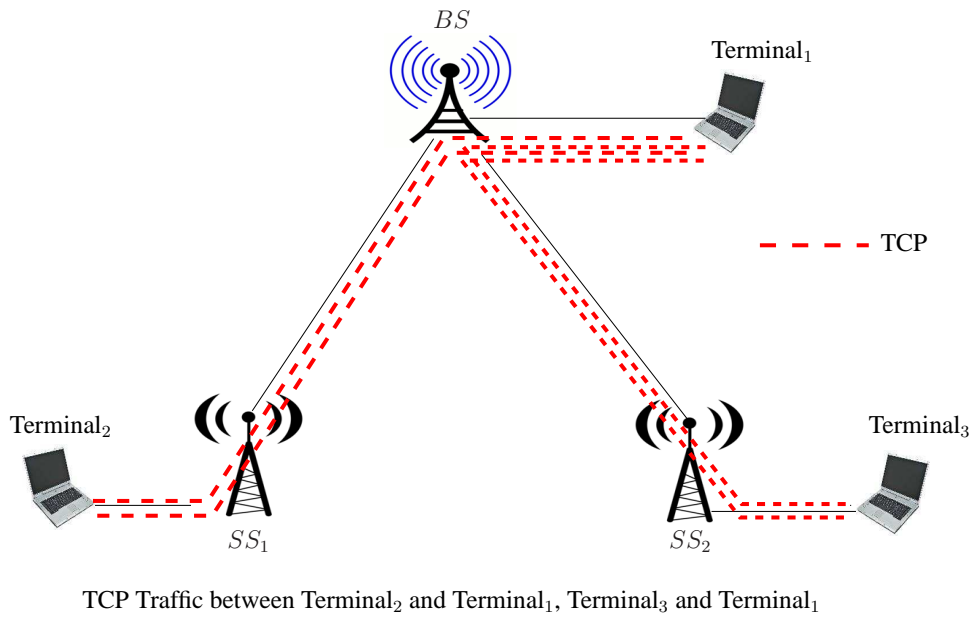 BS
Terminal₁
TCP
Terminal₂
Terminal₃
SS₁
SS₂
TCP Traffic between Terminal₂ and Terminal₁, Terminal₃ and Terminal₁